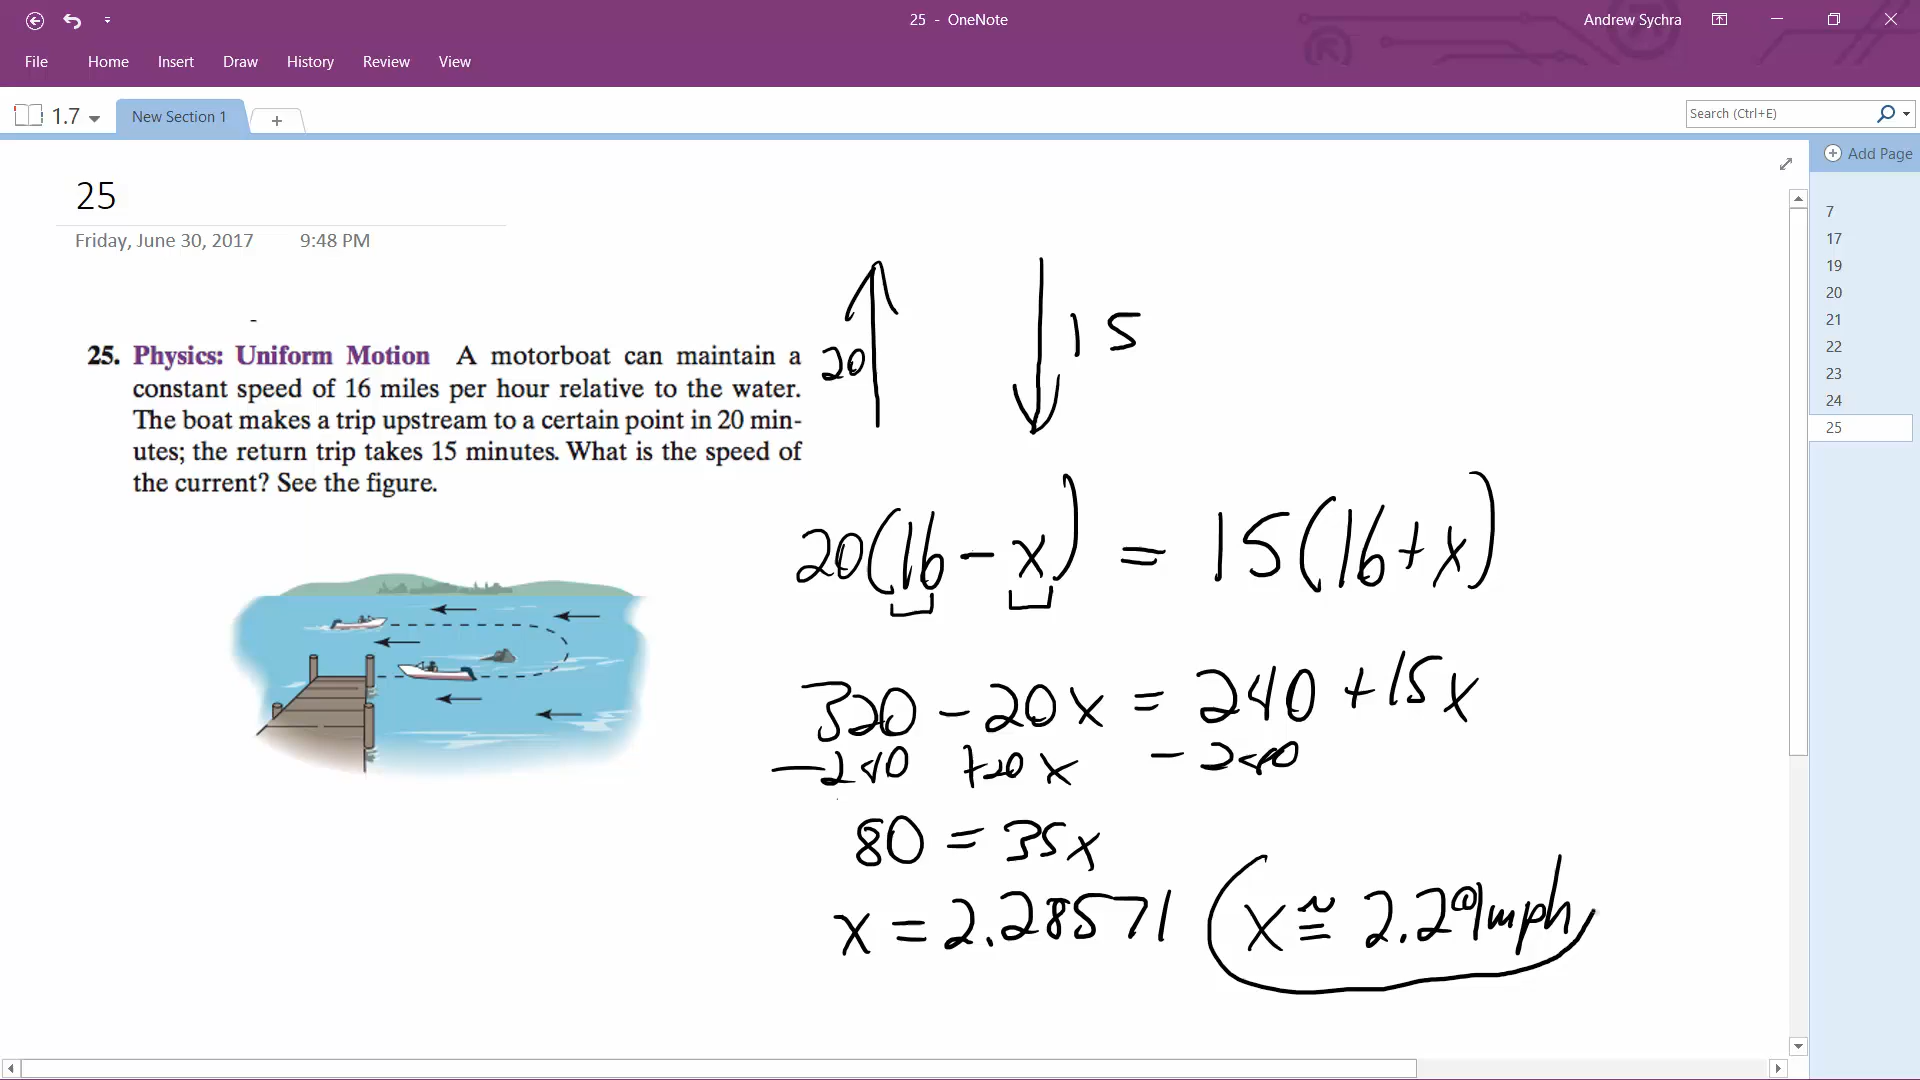 25 - OneNote
Andrew Sychra
File Home Insert Draw History Review View
1.7 New Section 1 +
Search (Ctrl+E)
Add Page
25
Friday, June 30, 2017 9:48 PM
7
17
19
20
21
22
23
24
25
25. Physics: Uniform Motion A motorboat can maintain a
constant speed of 16 miles per hour relative to the water.
The boat makes a trip upstream to a certain point in 20 min-
utes; the return trip takes 15 minutes. What is the speed of
the current? See the figure.
20 15
20(16 - x) = 15(16+x)
320 - 20x = 240 + 15x
-240 +20x - 240
80 = 35x
x = 2.28571 x ≅ 2.29mph